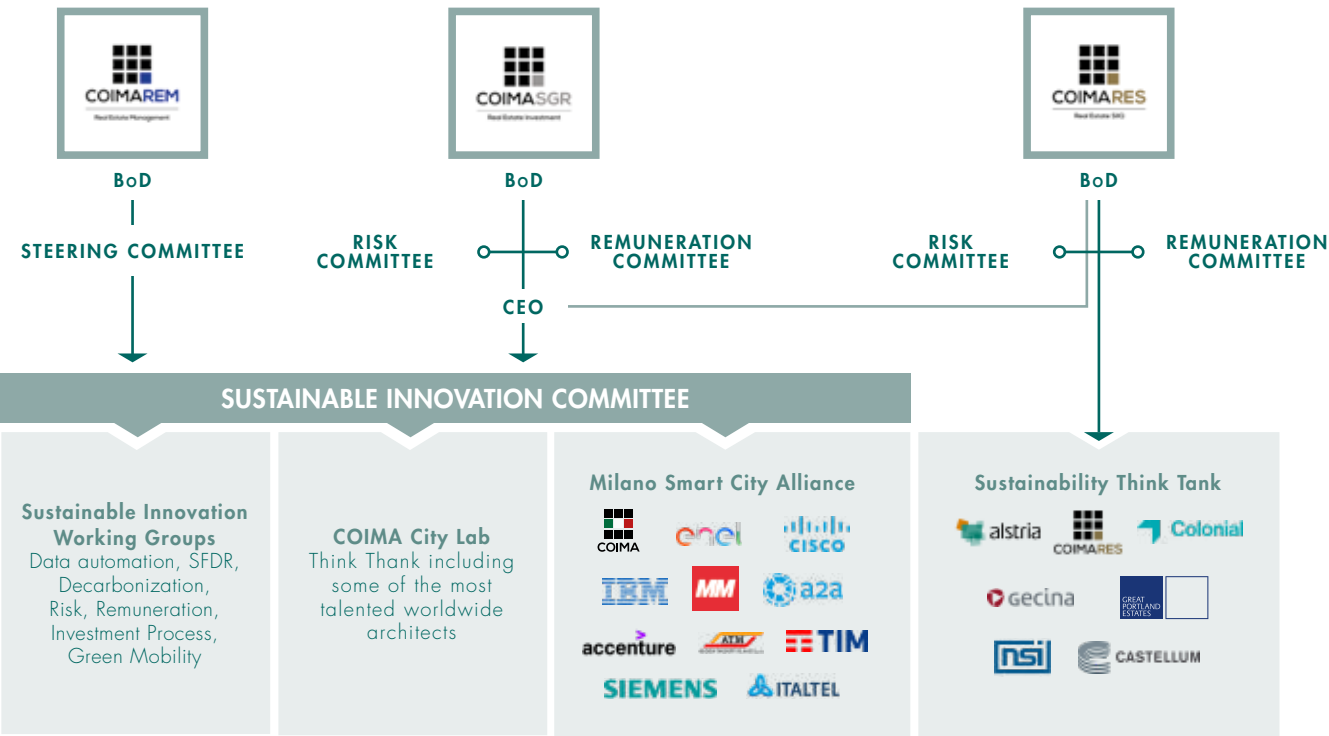 COIMAREM
Real Estate Management
COIMASGR
Real Estate Investment
COIMARES
Real Estate SIIQ
BoD
BoD
BoD
STEERING COMMITTEE
RISK
COMMITTEE
REMUNERATION
COMMITTEE
RISK
COMMITTEE
REMUNERATION
COMMITTEE
CEO
SUSTAINABLE INNOVATION COMMITTEE
Sustainable Innovation
Working Groups
Data automation, SFDR,
Decarbonization,
Risk, Remuneration,
Investment Process,
Green Mobility
COIMA City Lab
Think Thank including
some of the most
talented worldwide
architects
Milano Smart City Alliance
COIMA
enel
CISCO
IBM
MM
a2a
accenture
ATM
TIM
SIEMENS
ITALTEL
Sustainability Think Tank
alstria
COIMARES
Colonial
Gecina
GREAT
PORTLAND
ESTATES
nsi
CASTELLUM